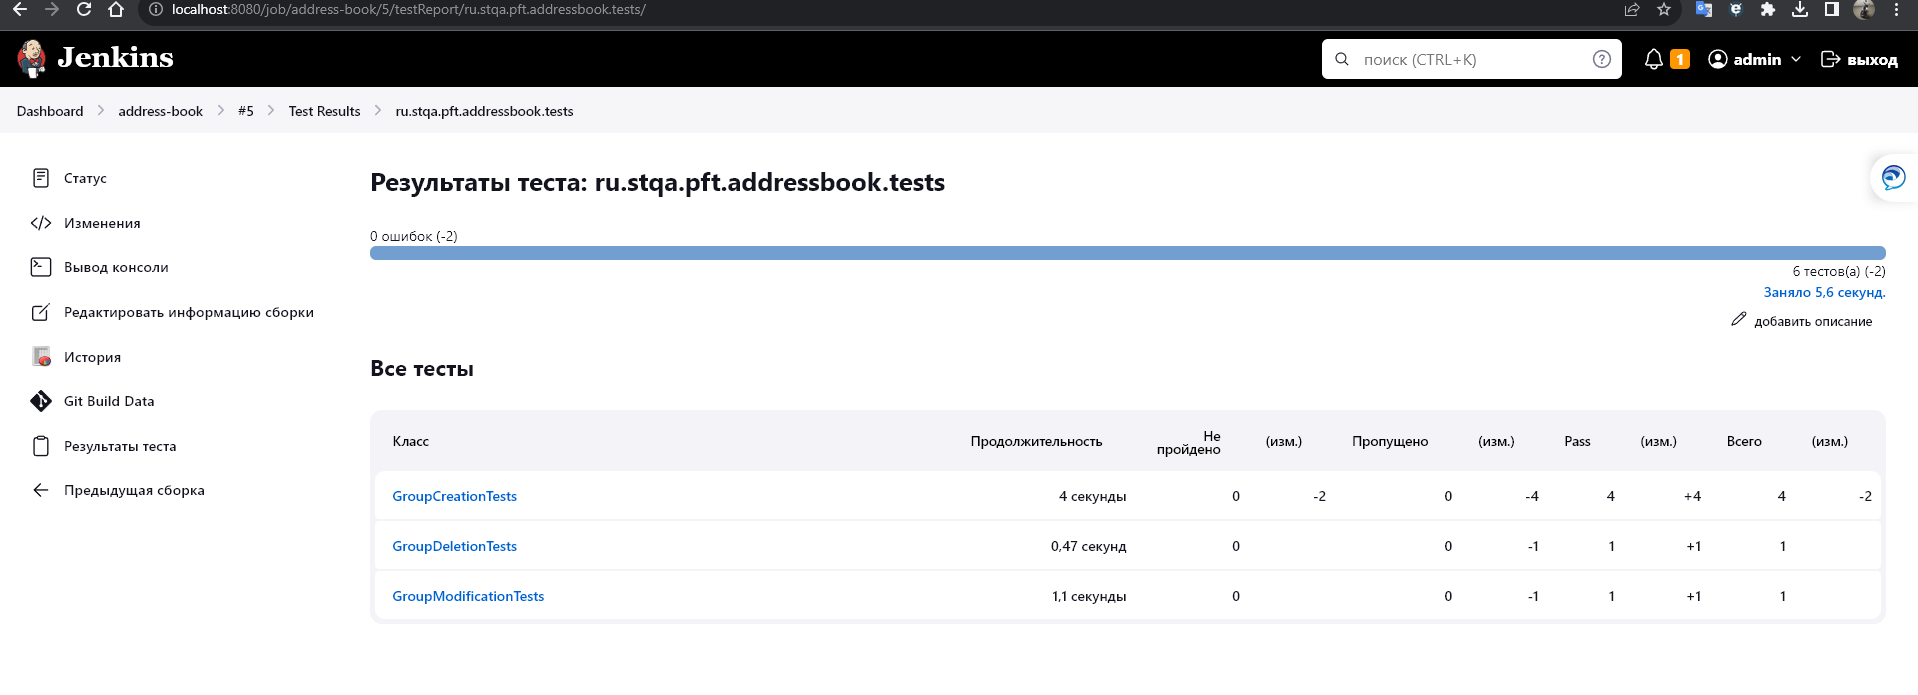 localhost:8080/job/address-book/5/testReport/ru.stqa.pft.addressbook.tests/
Jenkins
поиск (CTRL+K)
?
1
admin
выход
Dashboard
address-book
#5
Test Results
ru.stqa.pft.addressbook.tests
Статус
Изменения
Вывод консоли
Редактировать информацию сборки
История
Git Build Data
Результаты теста
Предыдущая сборка
Результаты теста: ru.stqa.pft.addressbook.tests
0 ошибок (-2)
6 тестов(а) (-2)
Заняло 5,6 секунд.
добавить описание
Все тесты
Класс Продолжительность Не пройдено (изм.) Пропущено (изм.) Pass (изм.) Всего (изм.)
GroupCreationTests 4 секунды 0 -2 0 -4 4 +4 4 -2
GroupDeletionTests 0,47 секунд 0 0 -1 1 +1 1
GroupModificationTests 1,1 секунды 0 0 -1 1 +1 1